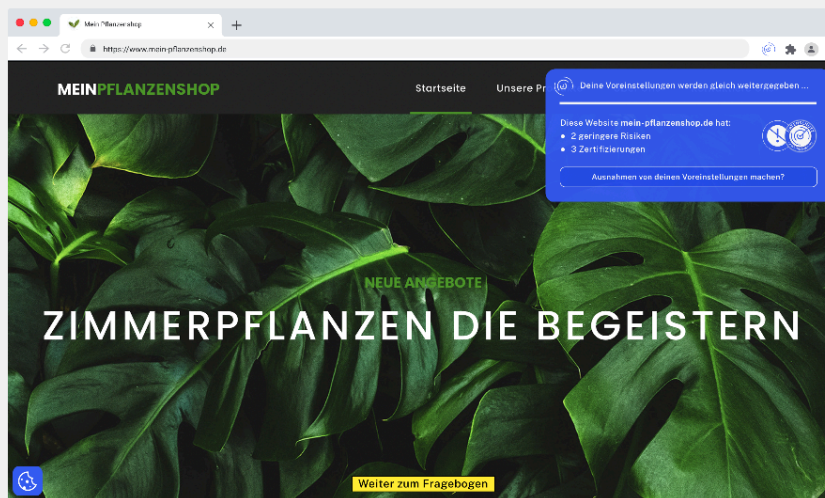 Mein Pflanzenshop
https://www.mein-pflanzenshop.de
MEINPFLANZENSHOP
Startseite
Unsere Pr
Deine Voreinstellungen werden gleich weitergegeben ...
Diese Website mein-pflanzenshop.de hat:
2 geringere Risiken
3 Zertifizierungen
Ausnahmen von deinen Voreinstellungen machen?
NEUE ANGEBOTE
ZIMMERPFLANZEN DIE BEGEISTERN
Weiter zum Fragebogen